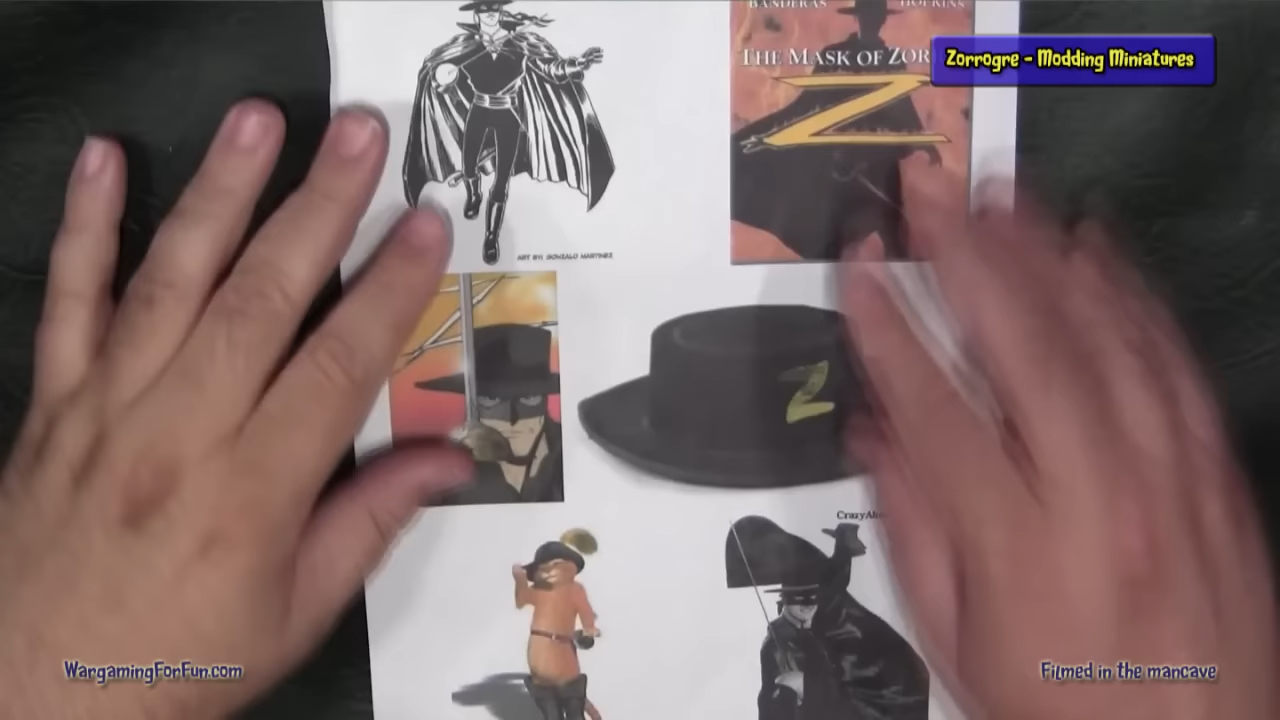 BANDERAS HOPKINS
THE MASK OF ZOR
Zorrogre - Modding Miniatures
Z
ART BY: GONZALO MARTINEZ
Z
CrazyAbo
WargamingForFun.com
Filmed in the mancave